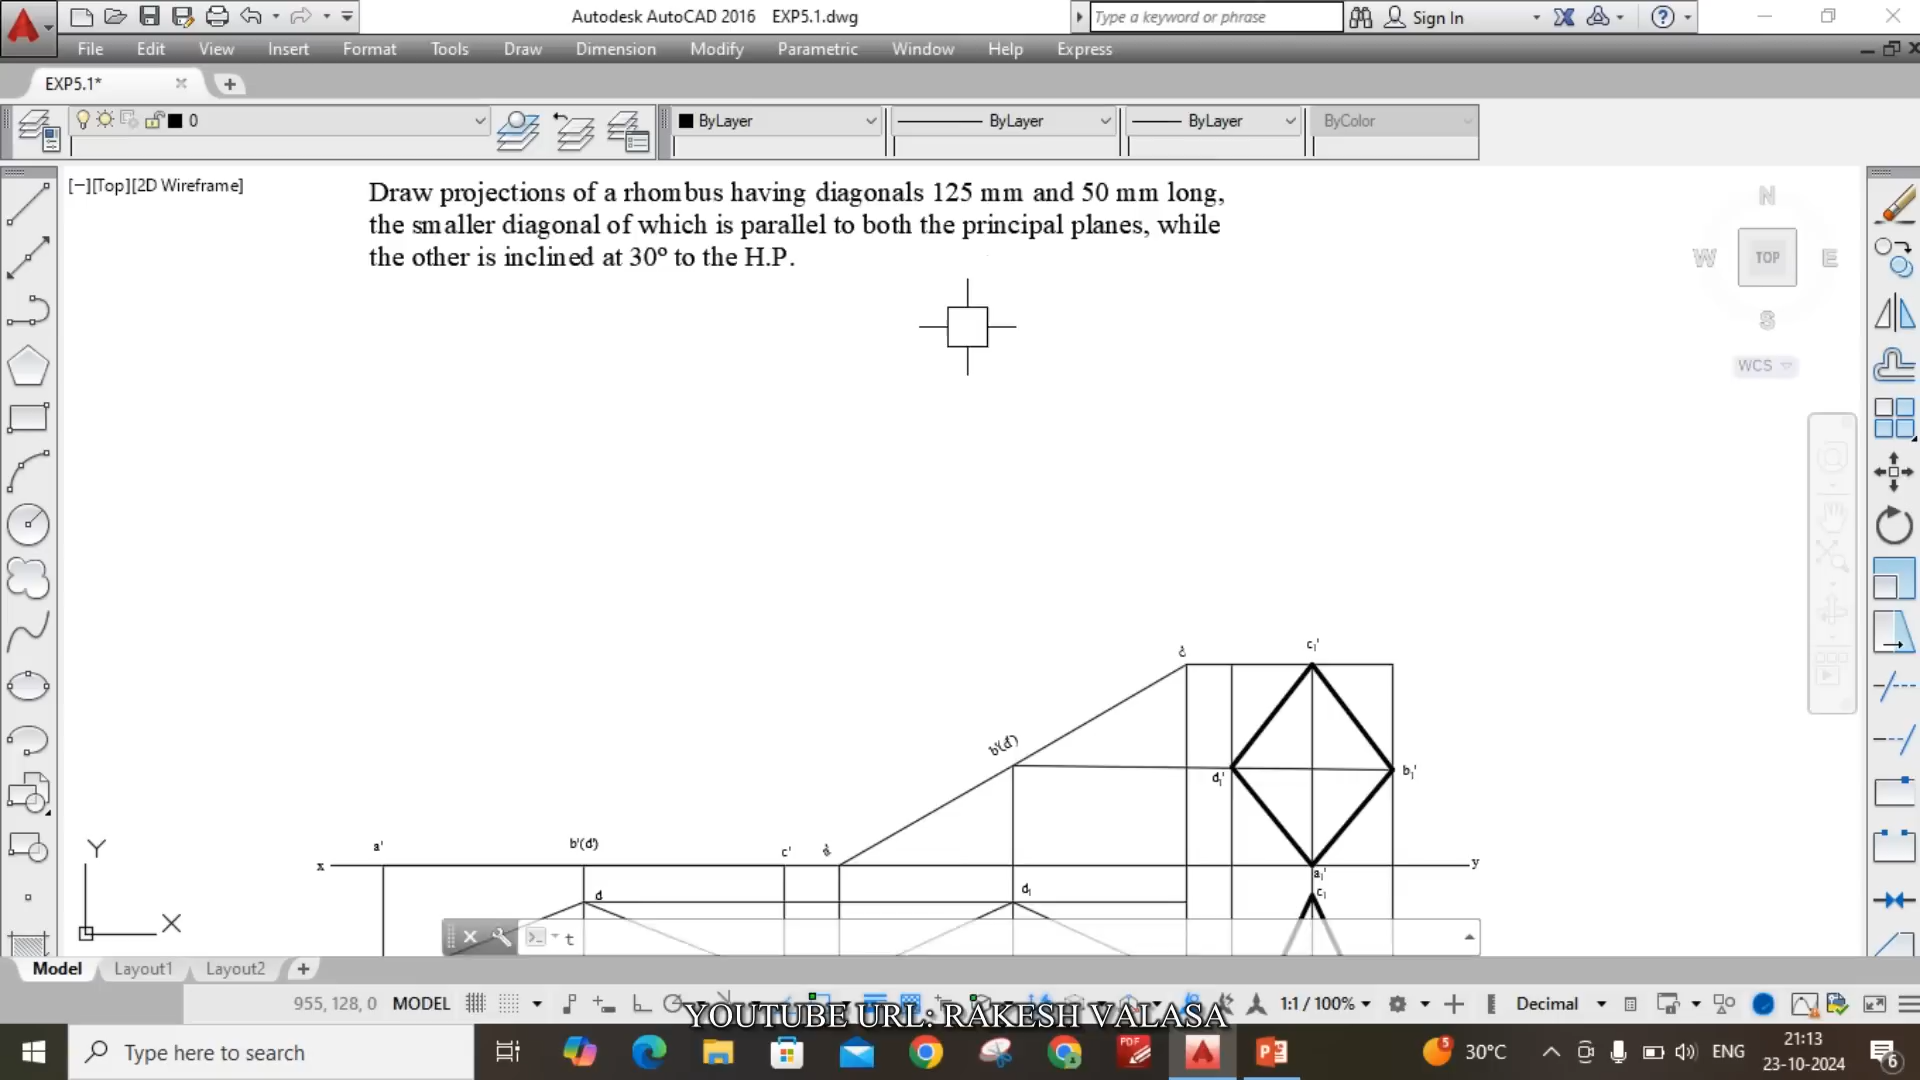 Autodesk AutoCAD 2016 EXP5.1.dwg
Type a keyword or phrase
Sign In
File Edit View Insert Format Tools Draw Dimension Modify Parametric Window Help Express
EXP5.1*
0
ByLayer
ByLayer
ByLayer
ByColor
[−][Top][2D Wireframe]
Draw projections of a rhombus having diagonals 125 mm and 50 mm long,
the smaller diagonal of which is parallel to both the principal planes, while
the other is inclined at 30° to the H.P.
N
W TOP E
S
WCS
c₁'
b'(d')
d₁' b₁'
a' b'(d') c'
x y
a₁'
d d₁ c₁
Y
X
t
Model Layout1 Layout2
955, 128, 0 MODEL 1:1 / 100% Decimal
YOUTUBE URL: RAKESH VALASA
Type here to search
PDF
5
30°C
ENG
21:13
23-10-2024
6